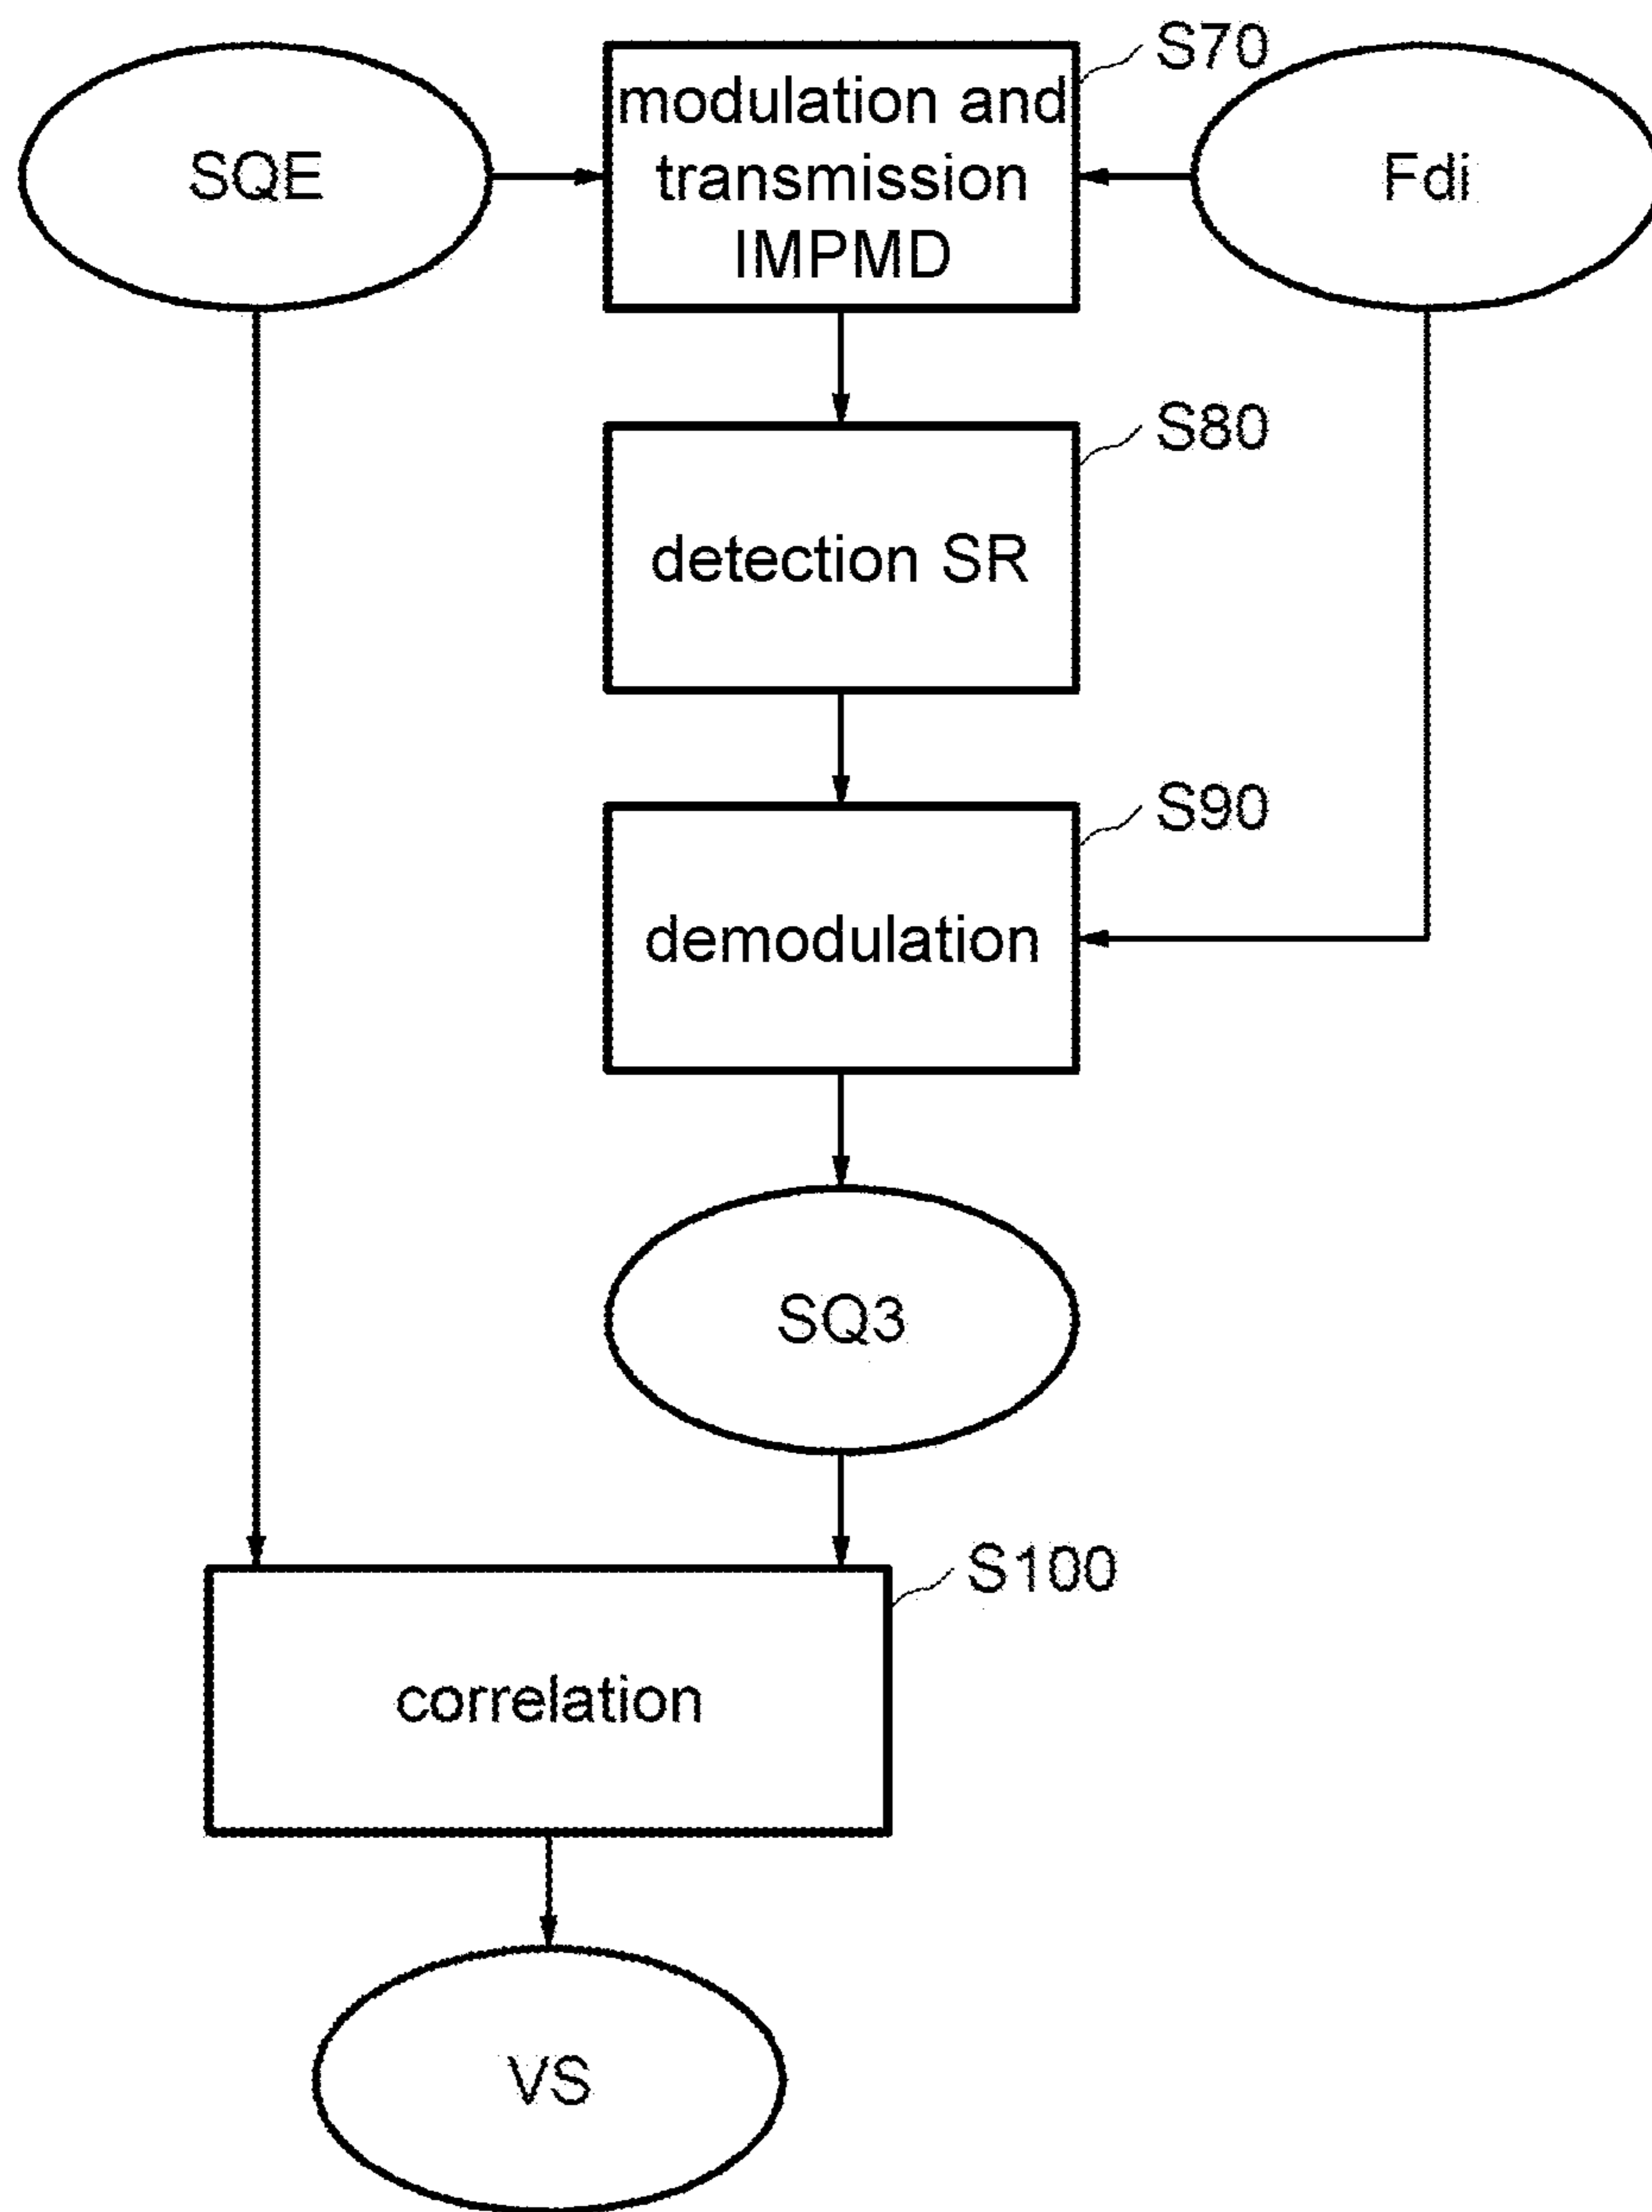 S70
SQE
modulation and
transmission
IMPMD
Fdi
S80
detection SR
S90
demodulation
SQ3
S100
correlation
VS